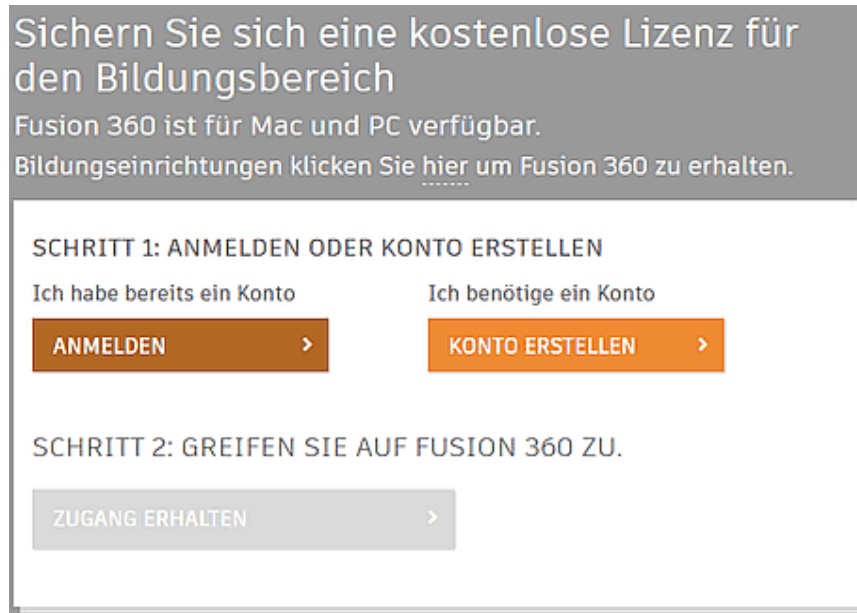 Sichern Sie sich eine kostenlose Lizenz für
den Bildungsbereich
Fusion 360 ist für Mac und PC verfügbar.
Bildungseinrichtungen klicken Sie hier um Fusion 360 zu erhalten.
SCHRITT 1: ANMELDEN ODER KONTO ERSTELLEN
Ich habe bereits ein Konto
Ich benötige ein Konto
ANMELDEN
KONTO ERSTELLEN
SCHRITT 2: GREIFEN SIE AUF FUSION 360 ZU.
ZUGANG ERHALTEN